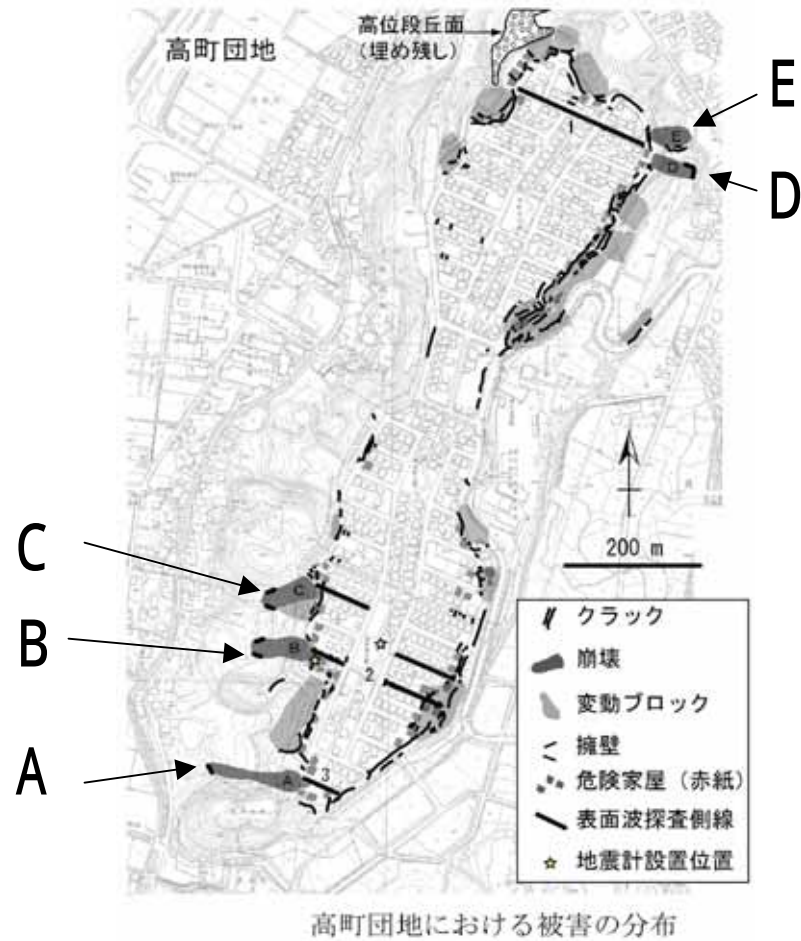 高町団地
高位段丘面
(埋め残し)
E
E
1
D
D
C
C
200 m
B
B
2
A
A
3
クラック
崩壊
変動ブロック
擁壁
危険家屋（赤紙）
表面波探査側線
地震計設置位置
高町団地における被害の分布